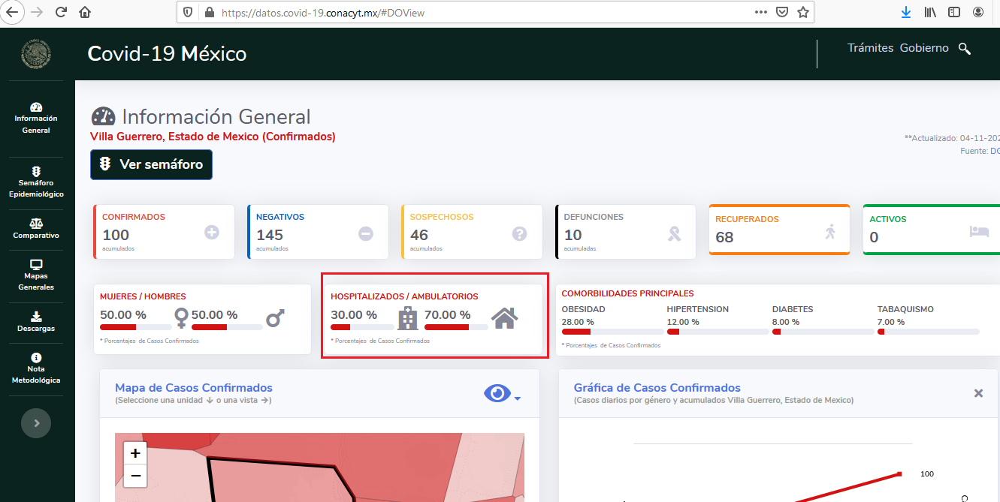 https://datos.covid-19.conacyt.mx/#DOView
Covid-19 México
Trámites Gobierno
Información
General
Semáforo
Epidemiológico
Comparativo
Mapas
Generales
Descargas
Nota
Metodológica
Información General
Villa Guerrero, Estado de Mexico (Confirmados)
**Actualizado: 04-11-202
Fuente: DG
Ver semáforo
CONFIRMADOS
100
acumulados
NEGATIVOS
145
acumulados
SOSPECHOSOS
46
acumulados
DEFUNCIONES
10
acumuladas
RECUPERADOS
68
ACTIVOS
0
MUJERES / HOMBRES
50.00 % 50.00 %
* Porcentajes de Casos Confirmados
HOSPITALIZADOS / AMBULATORIOS
30.00 % 70.00 %
* Porcentajes de Casos Confirmados
COMORBILIDADES PRINCIPALES
OBESIDAD HIPERTENSION DIABETES TABAQUISMO
28.00 % 12.00 % 8.00 % 7.00 %
* Porcentajes de Casos Confirmados
Mapa de Casos Confirmados
(Seleccione una unidad ↓ o una vista →)
+
−
Gráfica de Casos Confirmados
(Casos diarios por género y acumulados Villa Guerrero, Estado de Mexico)
100